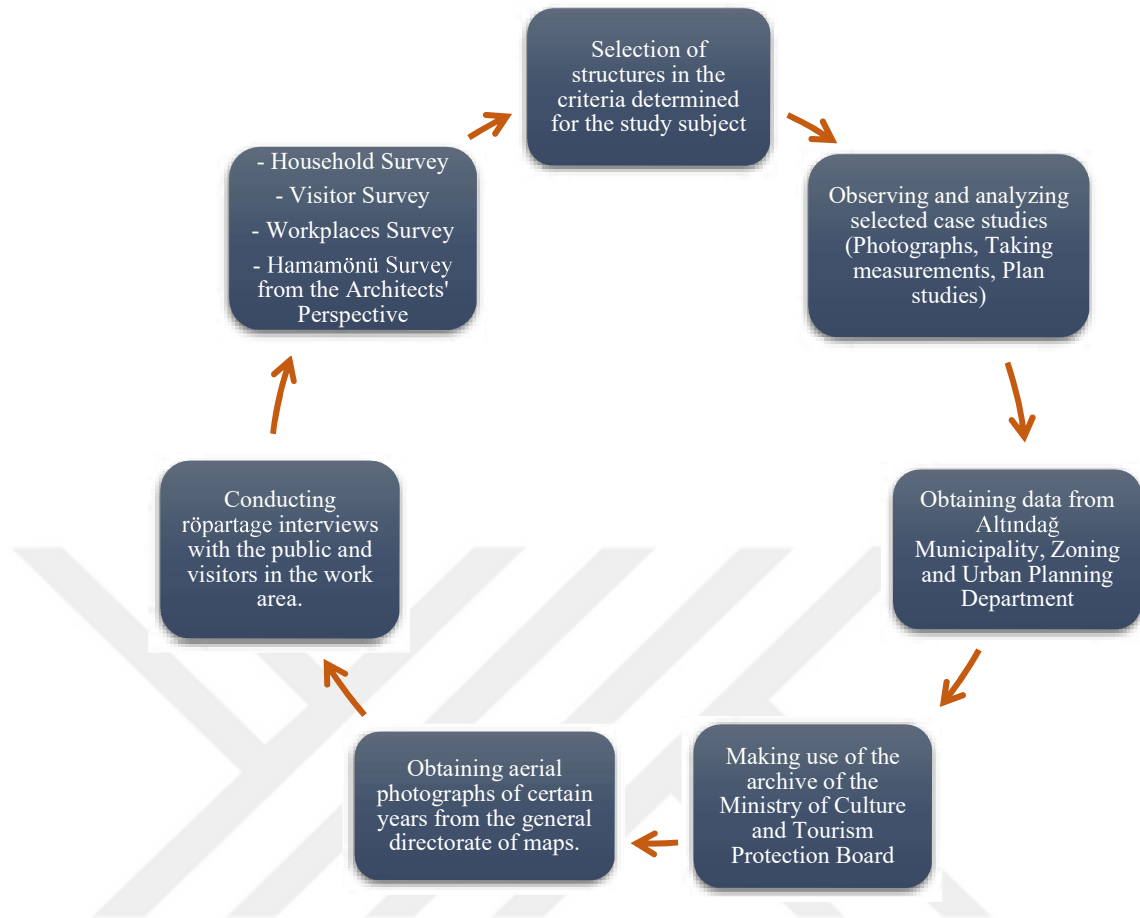 Selection of
structures in the
criteria determined
for the study subject
Observing and analyzing
selected case studies
(Photographs, Taking
measurements, Plan
studies)
Obtaining data from
Altındağ
Municipality, Zoning
and Urban Planning
Department
Making use of the
archive of the
Ministry of Culture
and Tourism
Protection Board
Obtaining aerial
photographs of certain
years from the general
directorate of maps.
Conducting
röpartage interviews
with the public and
visitors in the work
area.
- Household Survey
- Visitor Survey
- Workplaces Survey
- Hamamönü Survey
from the Architects'
Perspective